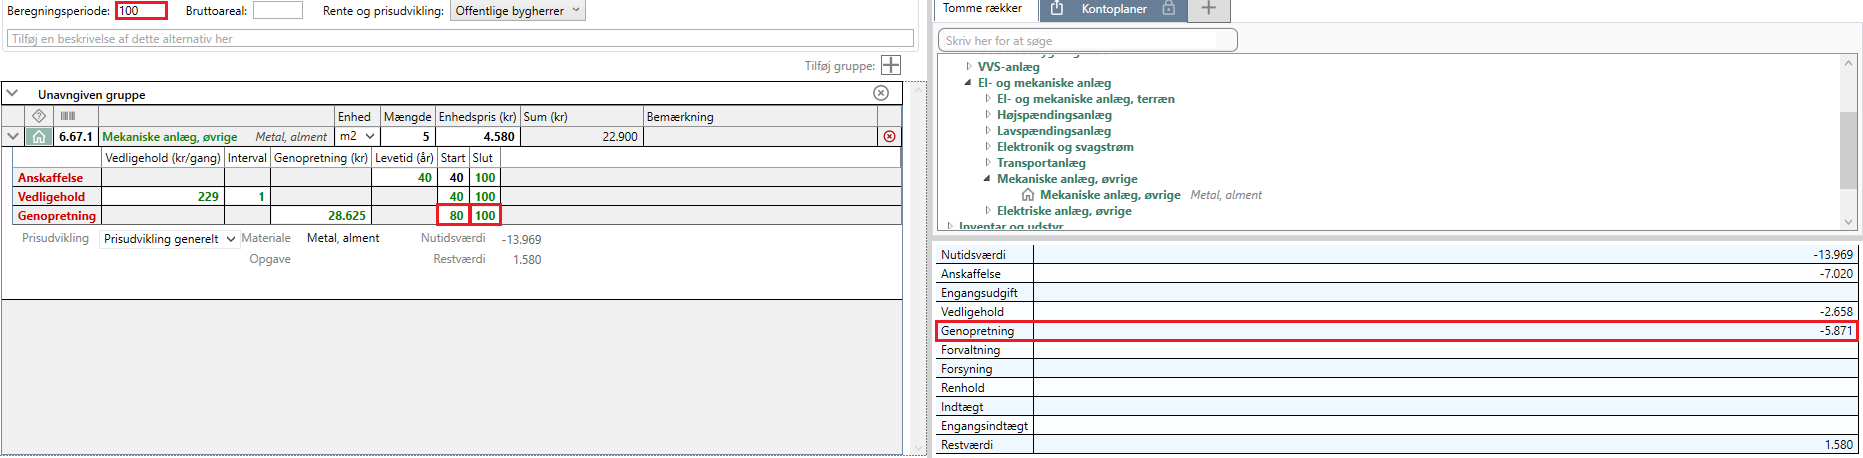 Beregningsperiode: 100 Bruttoareal: Rente og prisudvikling: Offentlige bygherrer
Tilføj en beskrivelse af dette alternativ her
Tilføj gruppe:
Unavngiven gruppe
Enhed Mængde Enhedspris (kr) Sum (kr) Bemærkning
6.67.1 Mekaniske anlæg, øvrige Metal, alment m2 5 4.580 22.900
Vedligehold (kr/gang) Interval Genopretning (kr) Levetid (år) Start Slut
Anskaffelse 40 40 100
Vedligehold 229 1 40 100
Genopretning 28.625 80 100
Prisudvikling Prisudvikling generelt Materiale Metal, alment Nutidsværdi -13.969
Opgave Restværdi 1.580
Tomme rækker Kontoplaner
Skriv her for at søge
VVS-anlæg
El- og mekaniske anlæg
El- og mekaniske anlæg, terræn
Højspændingsanlæg
Lavspændingsanlæg
Elektronik og svagstrøm
Transportanlæg
Mekaniske anlæg, øvrige
Mekaniske anlæg, øvrige Metal, alment
Elektriske anlæg, øvrige
Inventar og udstyr
Nutidsværdi -13.969
Anskaffelse -7.020
Engangsudgift
Vedligehold -2.658
Genopretning -5.871
Forvaltning
Forsyning
Renhold
Indtægt
Engangsindtægt
Restværdi 1.580